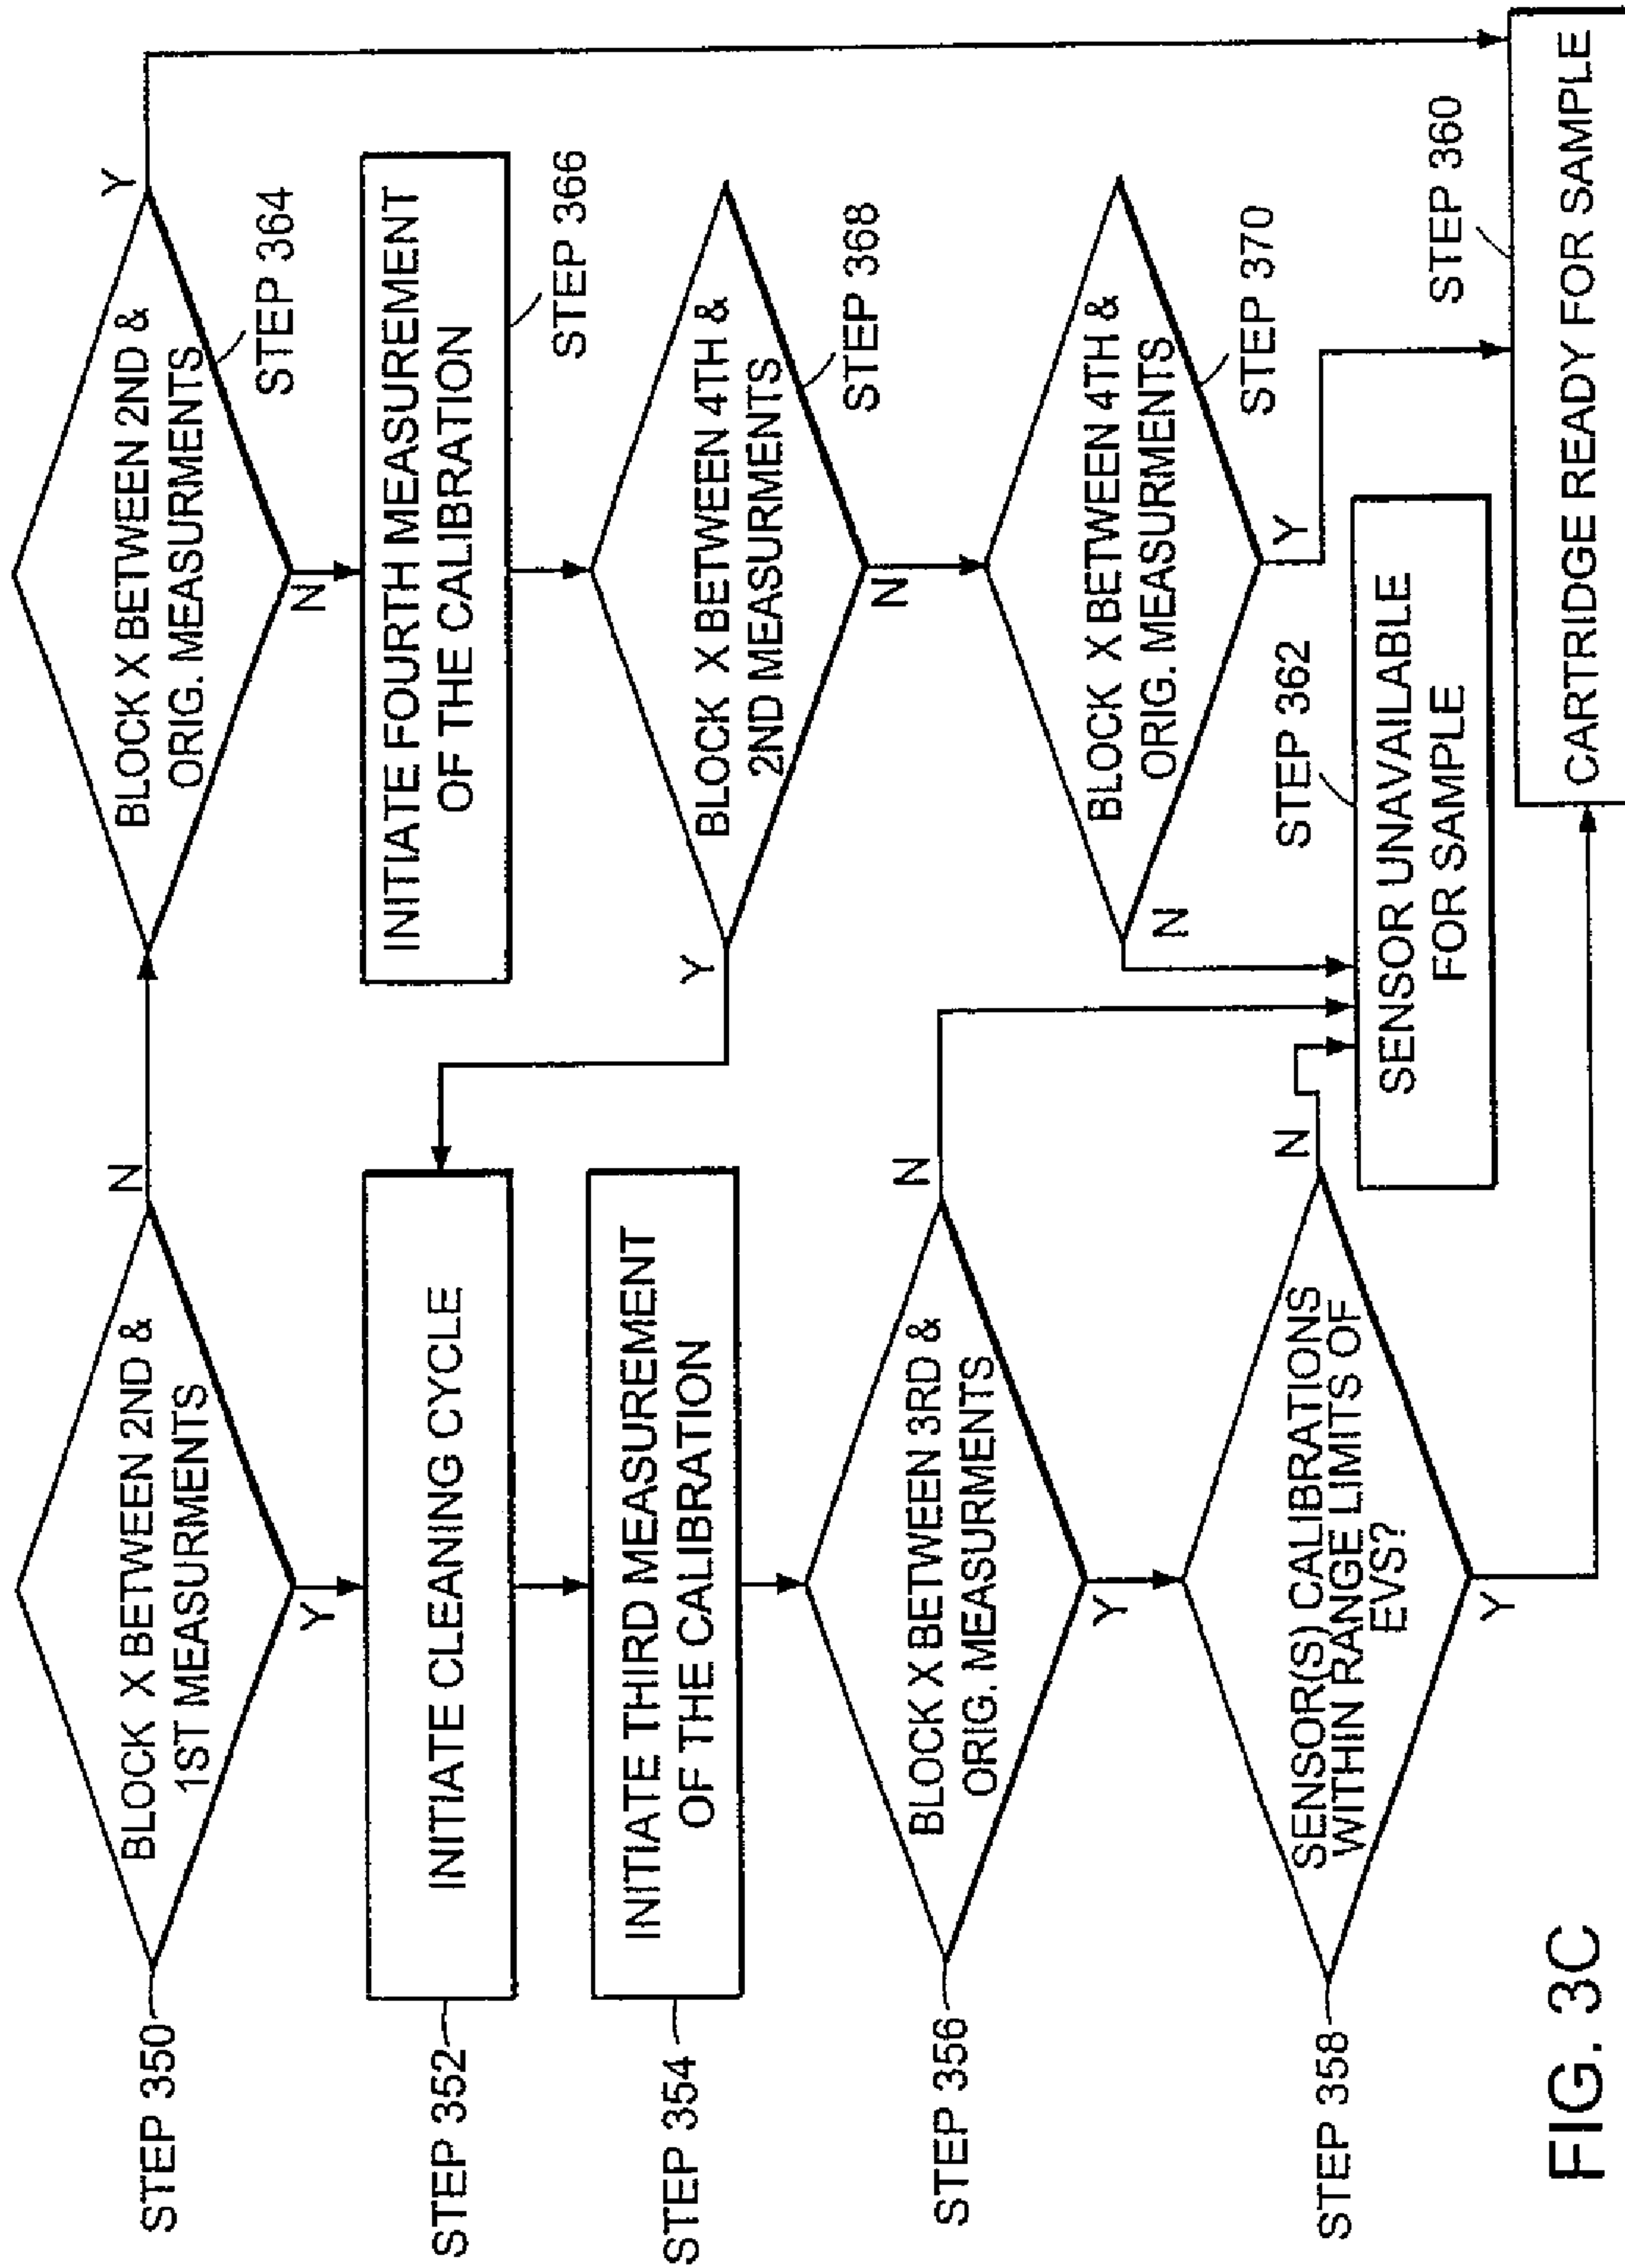 STEP 350
BLOCK X BETWEEN 2ND &
1ST MEASURMENTS
N
Y
STEP 352
INITIATE CLEANING CYCLE
STEP 354
INITIATE THIRD MEASUREMENT
OF THE CALIBRATION
STEP 356
BLOCK X BETWEEN 3RD &
ORIG. MEASURMENTS
N
Y
STEP 358
SENSOR(S) CALIBRATIONS
WITHIN RANGE LIMITS OF
EVS?
N
Y
BLOCK X BETWEEN 2ND &
ORIG. MEASURMENTS
Y
STEP 364
N
INITIATE FOURTH MEASUREMENT
OF THE CALIBRATION
STEP 366
BLOCK X BETWEEN 4TH &
2ND MEASURMENTS
Y
STEP 368
N
BLOCK X BETWEEN 4TH &
ORIG. MEASURMENTS
N
STEP 370
Y
STEP 362
SENSOR UNAVAILABLE
FOR SAMPLE
STEP 360
CARTRIDGE READY FOR SAMPLE
FIG. 3C